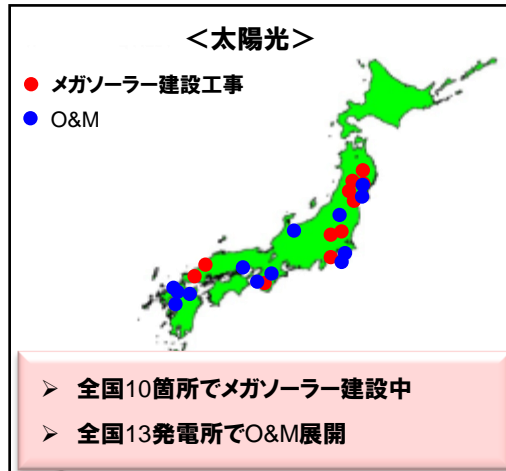 ＜太陽光＞
● メガソーラー建設工事
● O&M
➢ 全国10箇所でメガソーラー建設中
➢ 全国13発電所でO&M展開